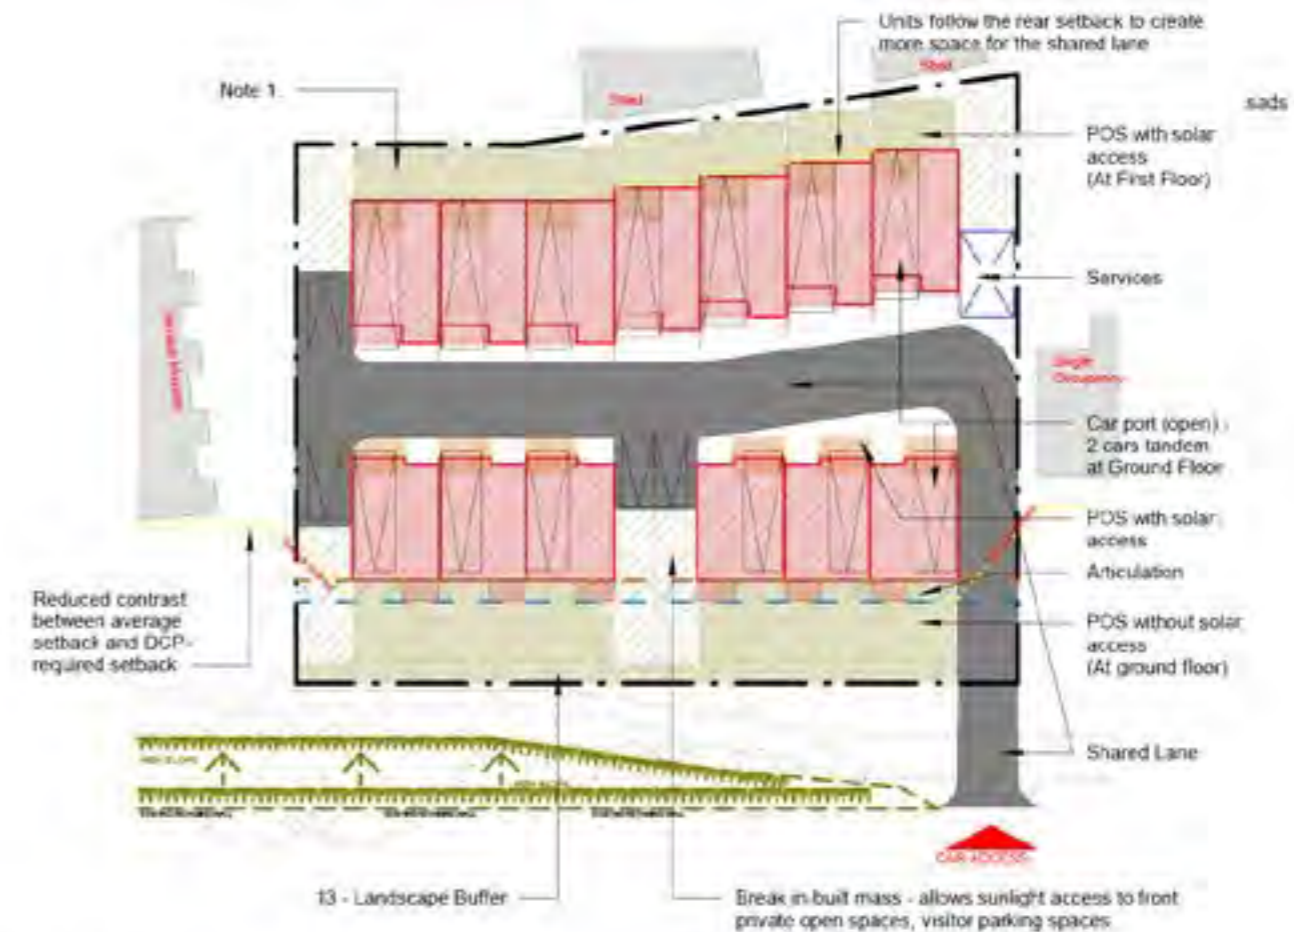 Units follow the rear setback to create
more space for the shared lane
Shed
Shed
Note 1
sads
POS with solar
access
(At First Floor)
Services
Single
Occupancy
Car port (open)
2 cars tandem
at Ground Floor
POS with solar
access
Articulation
Reduced contrast
between average
setback and DCP-
required setback
POS without solar
access
(At ground floor)
Shared Lane
CAR ACCESS
13 - Landscape Buffer
Break in built mass - allows sunlight access to front
private open spaces, visitor parking spaces